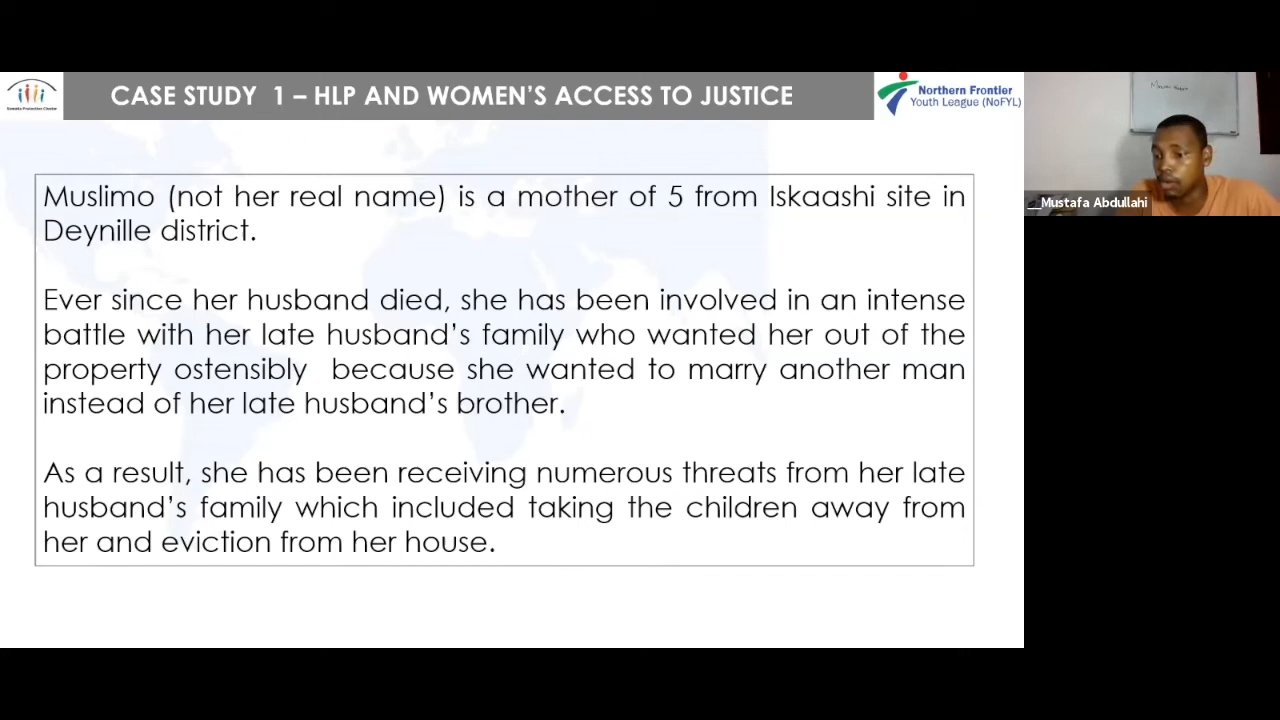 CASE STUDY 1 – HLP AND WOMEN'S ACCESS TO JUSTICE
Northern Frontier
Youth League (NoFYL)
Somalia Protection Cluster
Muslimo (not her real name) is a mother of 5 from Iskaashi site in
Deynille district.
Ever since her husband died, she has been involved in an intense
battle with her late husband's family who wanted her out of the
property ostensibly because she wanted to marry another man
instead of her late husband's brother.
As a result, she has been receiving numerous threats from her late
husband's family which included taking the children away from
her and eviction from her house.
__Mustafa Abdullahi